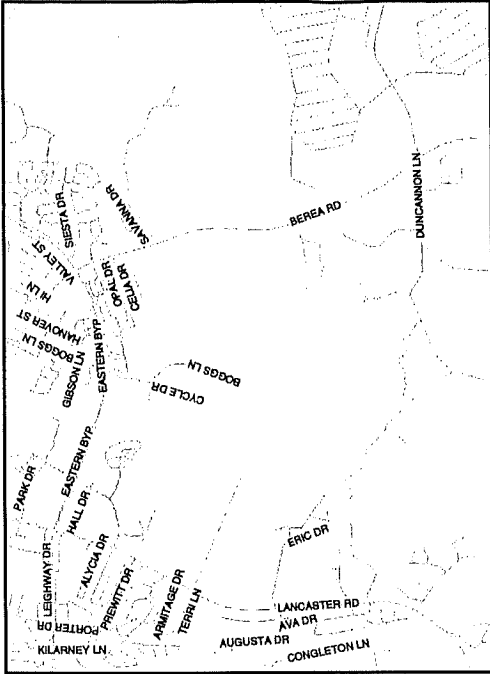 DUNCANNON LN
BEREA RD
SAVANNA DR
SIESTA DR
VALLEY ST
OPAL DR
CELIA DR
HI LN
HANOVER ST
BOGGS LN
GIBSON LN
EASTERN BYP
BOGGS LN
CYCLE DR
EASTERN BYP
PARK DR
HALL DR
LEIGHWAY DR
ALYCIA DR
ERIC DR
PREWITT DR
ARMITAGE DR
TERRI LN
PORTER DR
KILARNEY LN
LANCASTER RD
AVA DR
AUGUSTA DR
CONGLETON LN